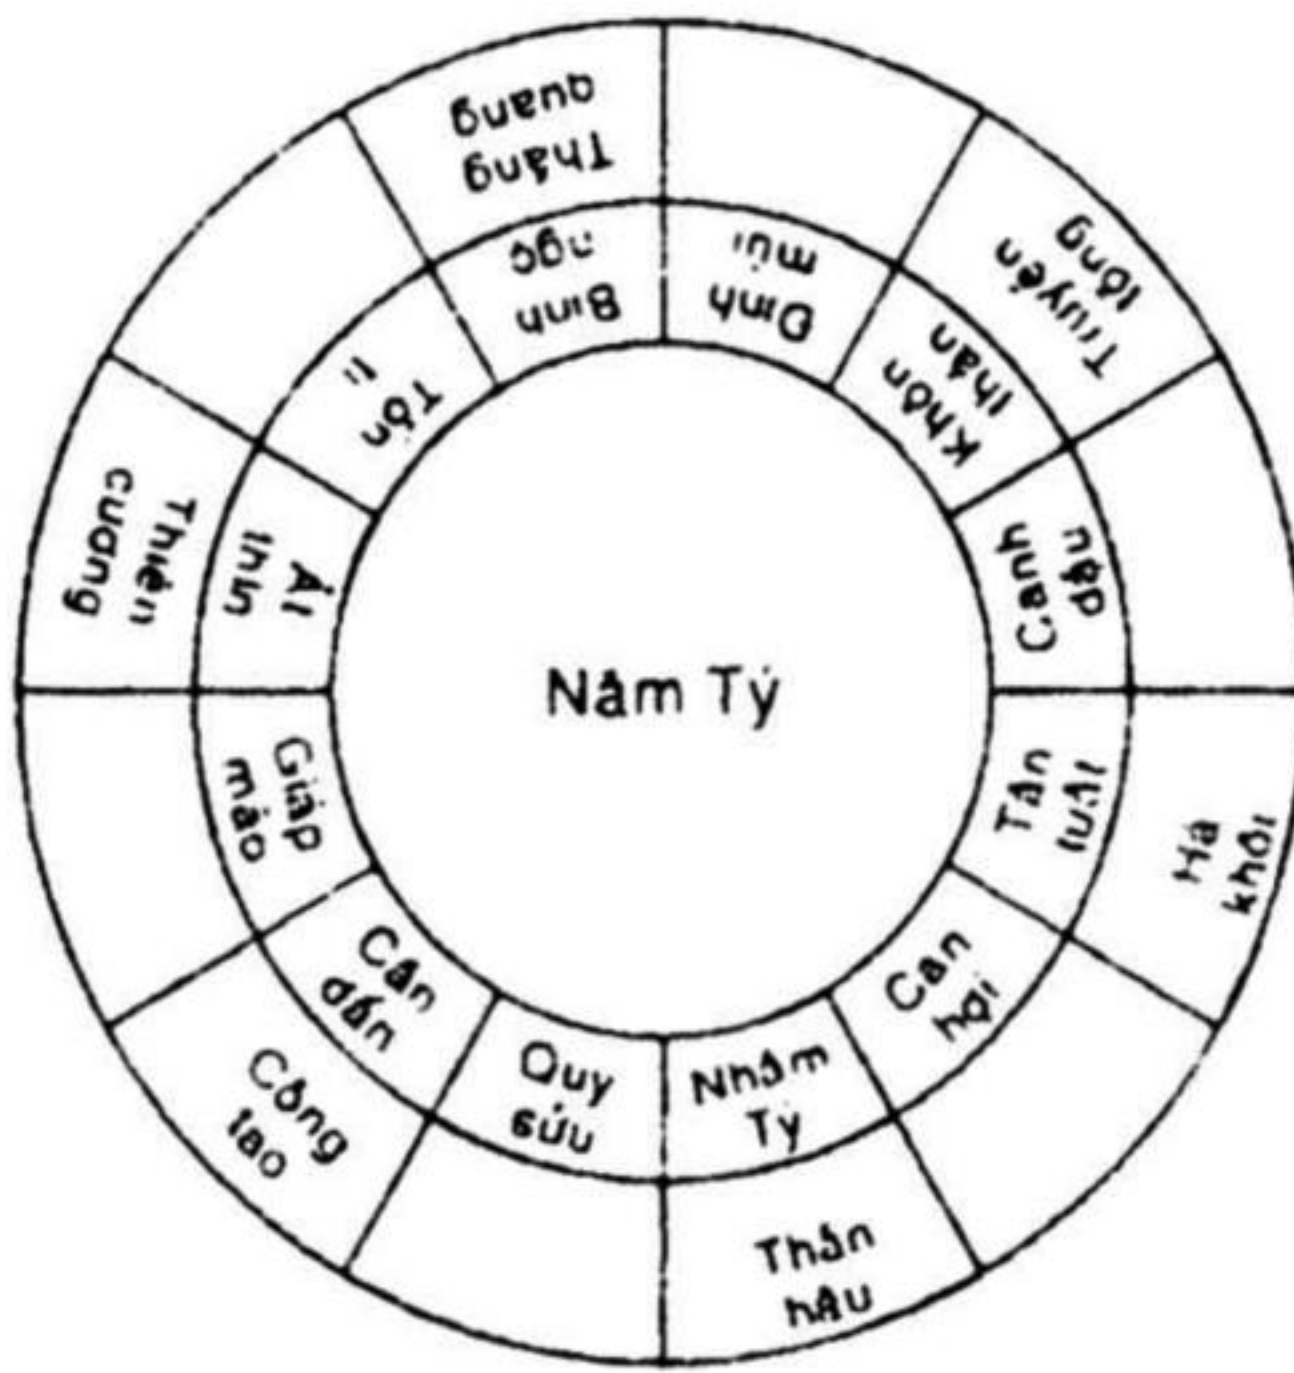 Thắng
quang
Bính
ngọ
Đinh
mùi
Truyền
tống
Khôn
thân
Canh
dậu
Tân
tuất
Hà
khôi
Càn
hợi
Nhâm
Tý
Thần
hậu
Quý
sửu
Cấn
dần
Công
tào
Giáp
mão
Ất
thìn
Thiên
cương
Tốn
tị
Năm Tý